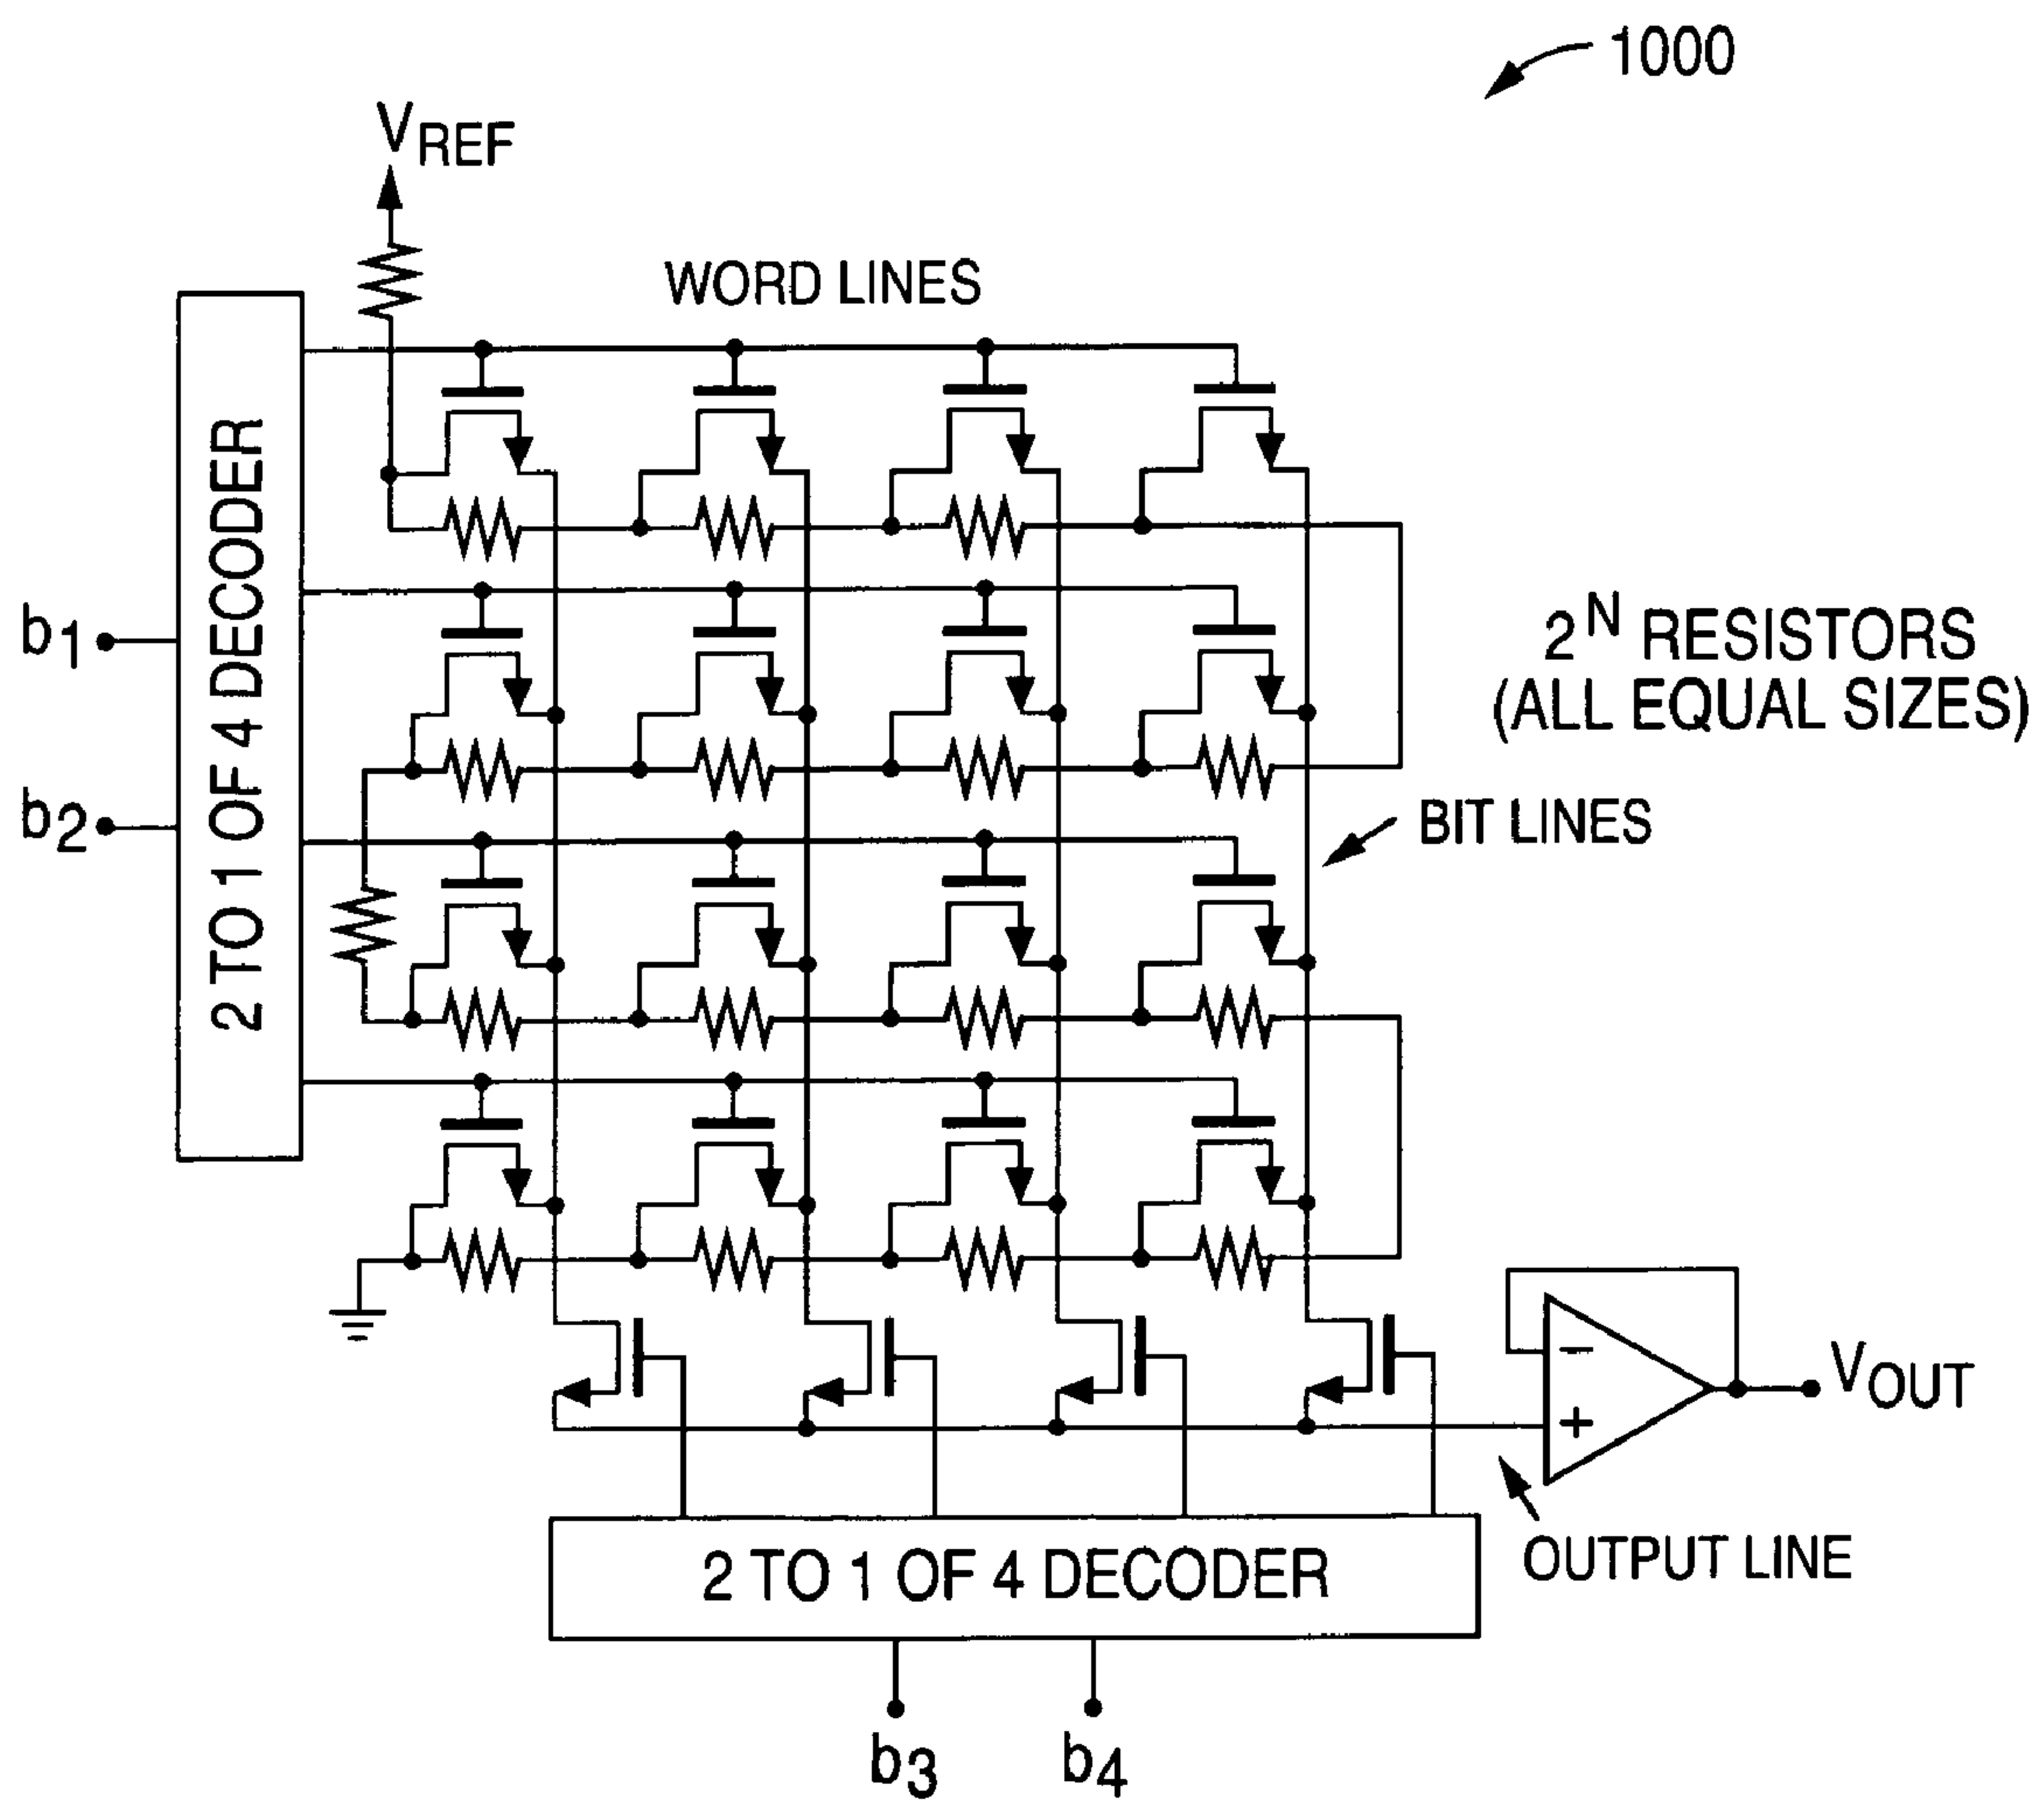 1000
VREF
WORD LINES
2 TO 1 OF 4 DECODER
b1
b2
2N RESISTORS
(ALL EQUAL SIZES)
BIT LINES
−
+
VOUT
OUTPUT LINE
2 TO 1 OF 4 DECODER
b3
b4